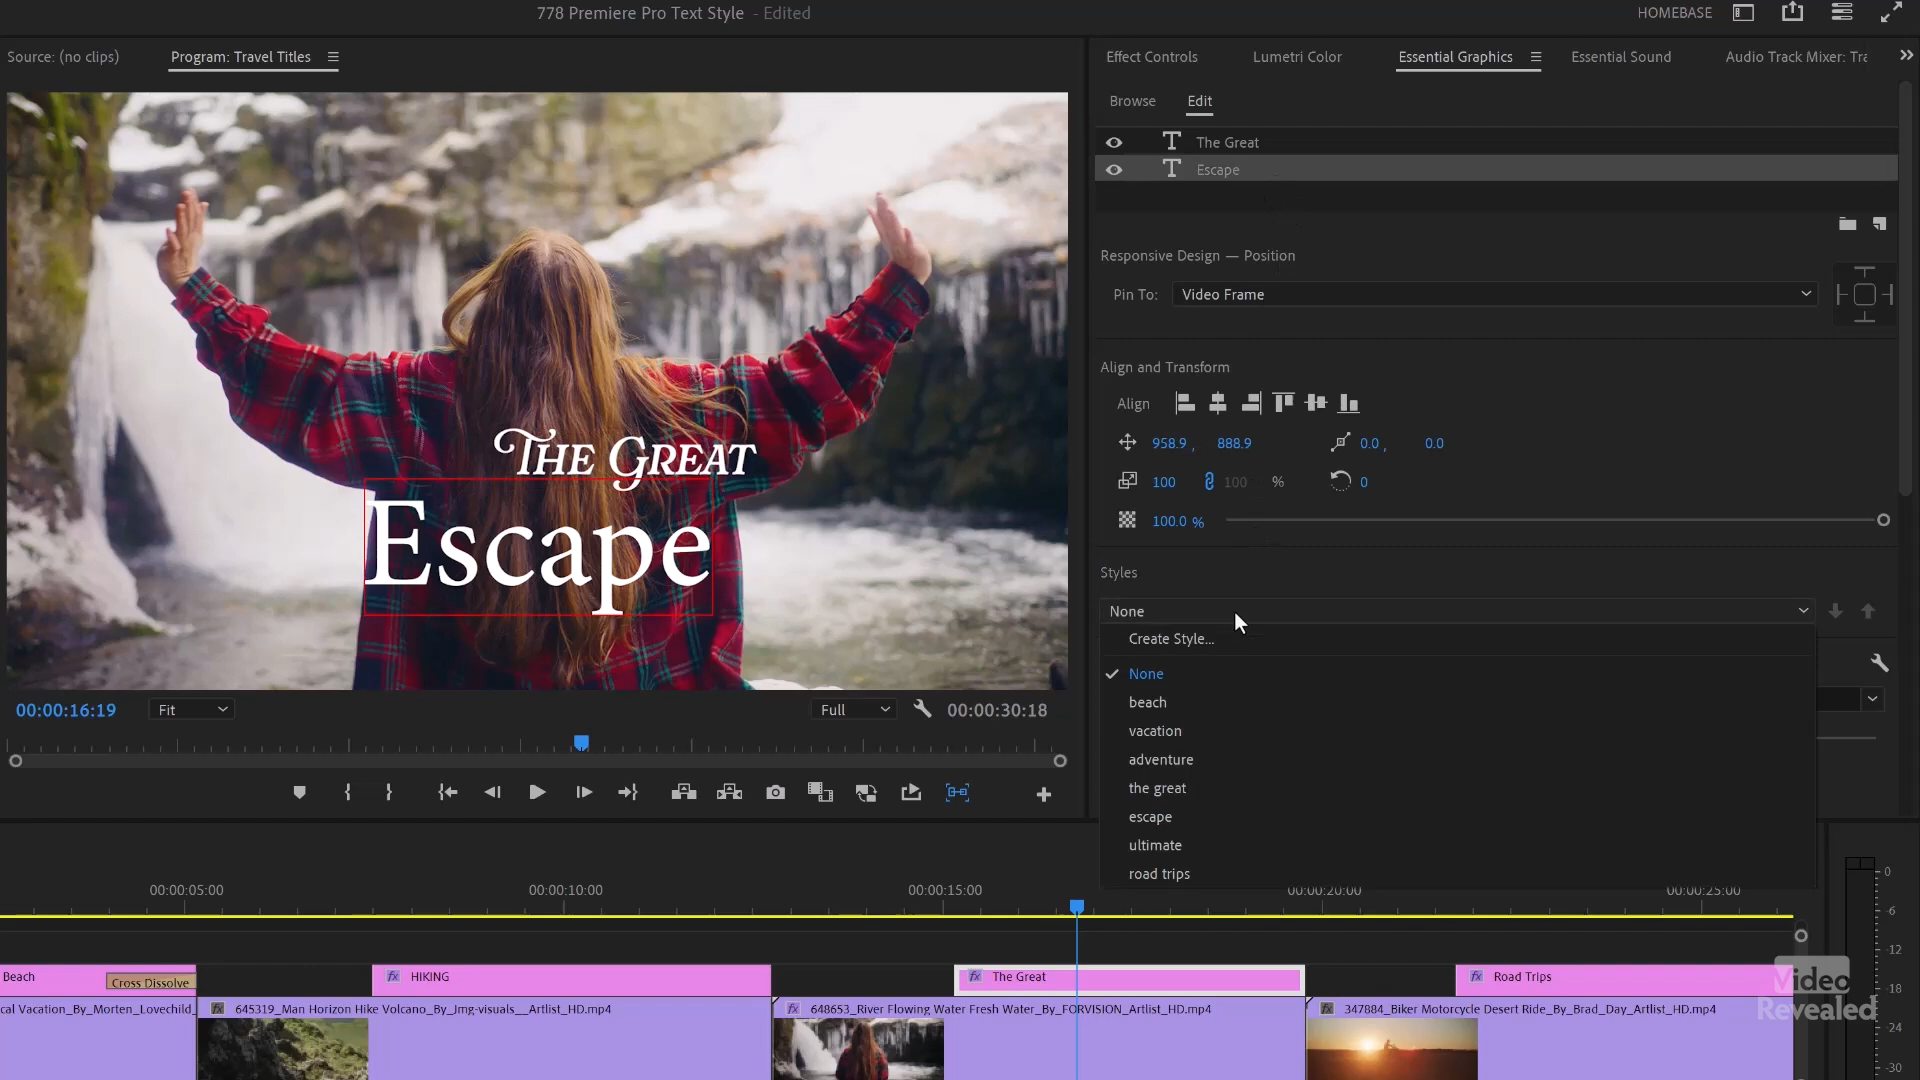 778 Premiere Pro Text Style - Edited
HOMEBASE
Source: (no clips)
Program: Travel Titles
Effect Controls
Lumetri Color
Essential Graphics
Essential Sound
Audio Track Mixer: Tra
Browse
Edit
The Great
Escape
Responsive Design — Position
Pin To:
Video Frame
Align and Transform
Align
958.9 ,
888.9
0.0 ,
0.0
100
100
%
0
100.0 %
Styles
None
Create Style...
None
beach
vacation
adventure
the great
escape
ultimate
road trips
THE GREAT
Escape
00:00:16:19
Fit
Full
00:00:30:18
00:00:05:00
00:00:10:00
00:00:15:00
00:00:20:00
00:00:25:00
Beach
Cross Dissolve
fx HIKING
fx The Great
fx Road Trips
cal Vacation_By_Morten_Lovechild_
fx 645319_Man Horizon Hike Volcano_By_Jmg-visuals__Artlist_HD.mp4
fx 648653_River Flowing Water Fresh Water_By_FORVISION_Artlist_HD.mp4
fx 347884_Biker Motorcycle Desert Ride_By_Brad_Day_Artlist_HD.mp4
0
-6
-12
-18
-24
-30
Video
Revealed